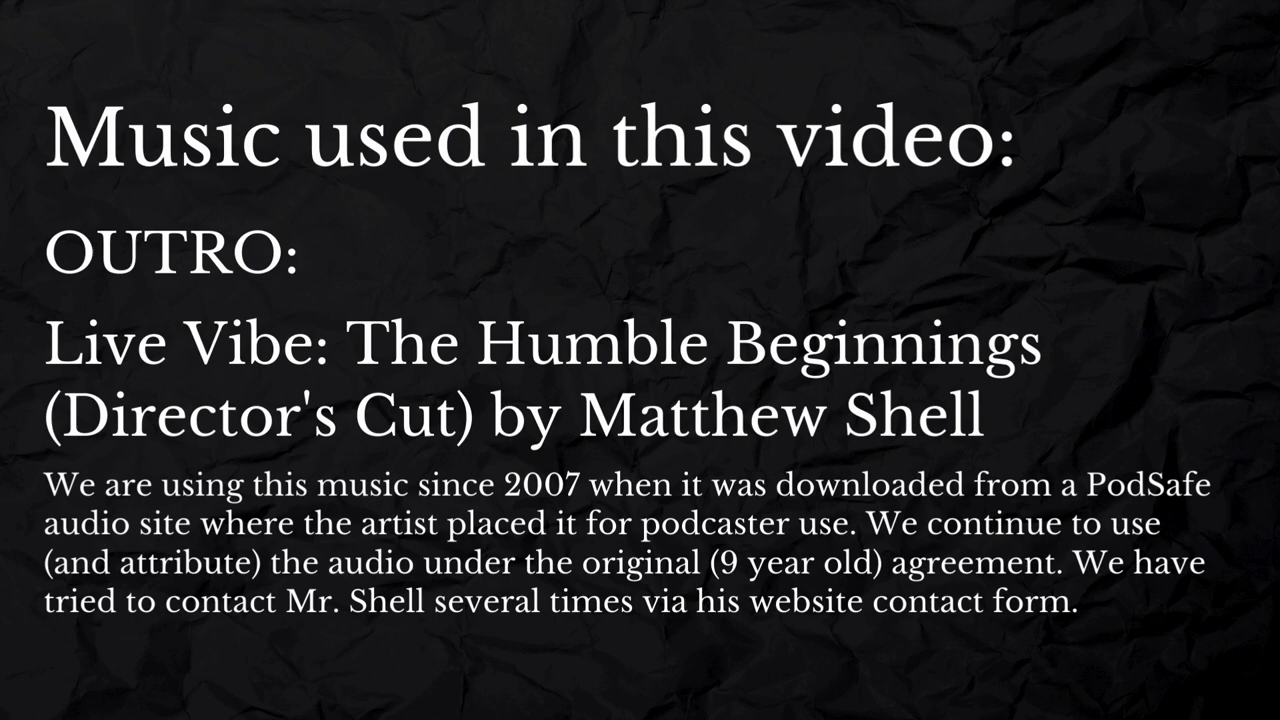 Music used in this video:
OUTRO:
Live Vibe: The Humble Beginnings
(Director's Cut) by Matthew Shell
We are using this music since 2007 when it was downloaded from a PodSafe
audio site where the artist placed it for podcaster use. We continue to use
(and attribute) the audio under the original (9 year old) agreement. We have
tried to contact Mr. Shell several times via his website contact form.